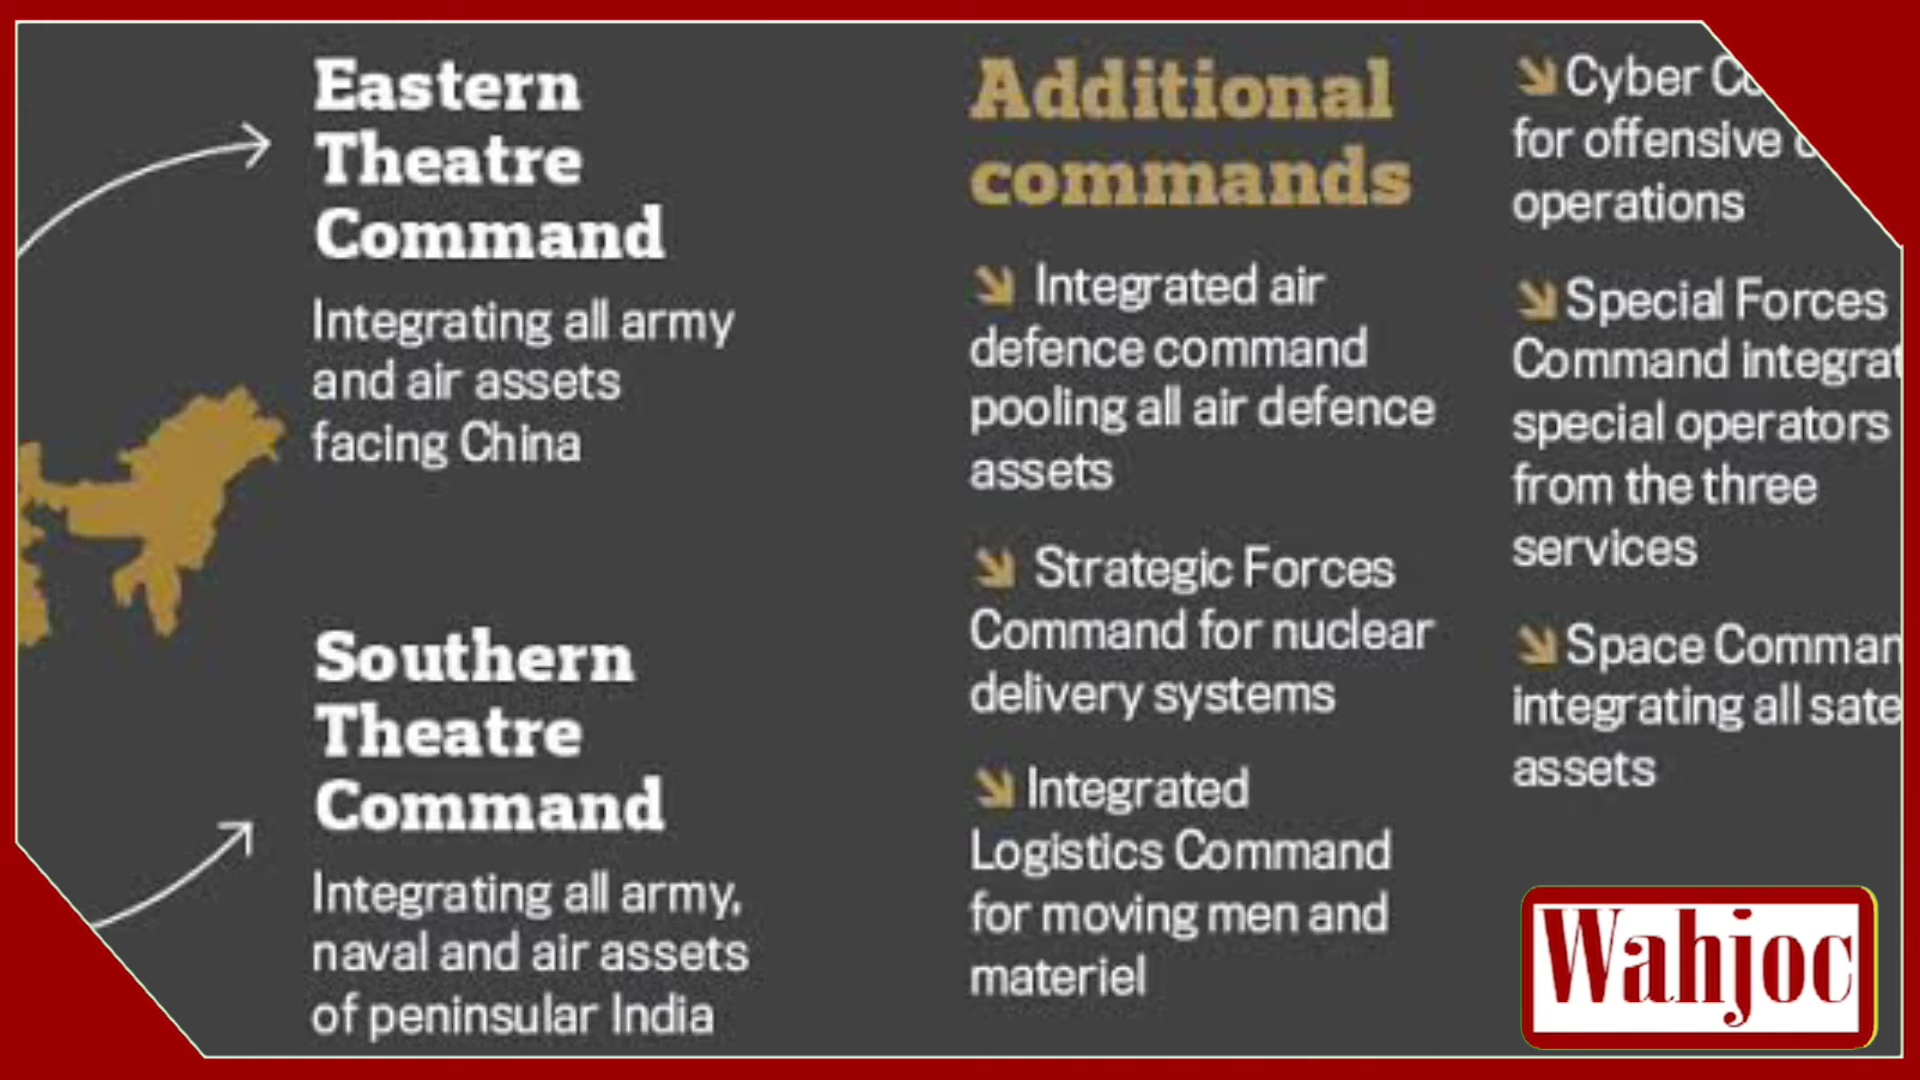 Eastern
Theatre
Command
Integrating all army
and air assets
facing China
Southern
Theatre
Command
Integrating all army,
naval and air assets
of peninsular India
Additional
commands
Integrated air
defence command
pooling all air defence
assets
Strategic Forces
Command for nuclear
delivery systems
Integrated
Logistics Command
for moving men and
materiel
Cyber
for offensive
operations
Special Forces
Command
special operators
from the three
services
Space
integrating all
assets
Wahjoc